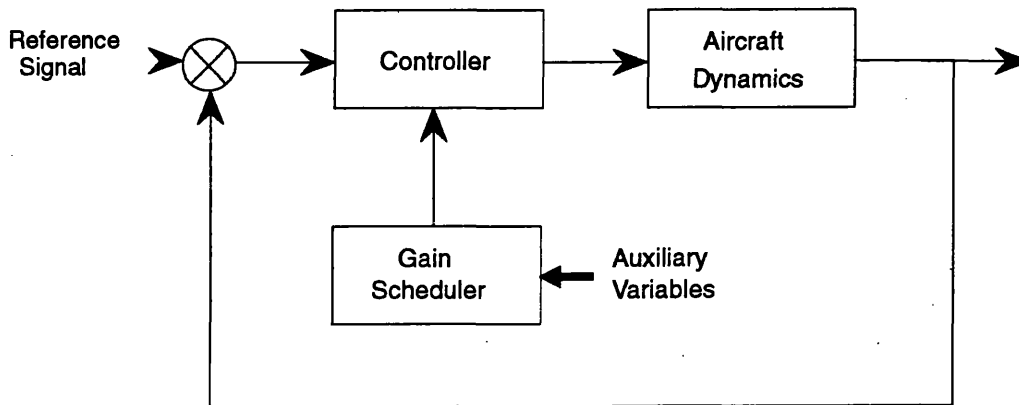 Reference
Signal
Controller
Aircraft
Dynamics
Gain
Scheduler
Auxiliary
Variables